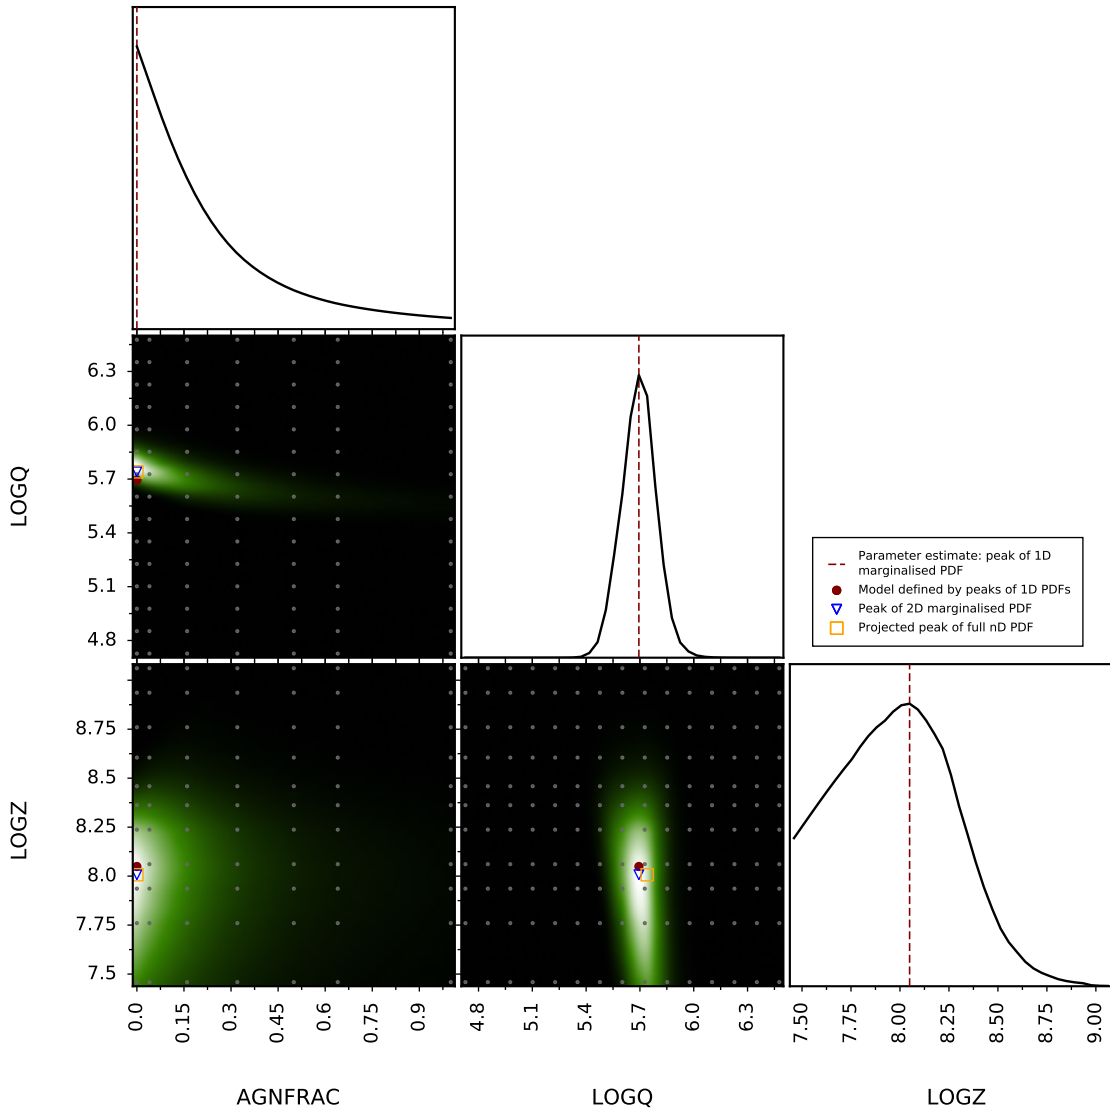 6.3
6.0
5.7
5.4
5.1
4.8
LOGQ
Parameter estimate: peak of 1D
marginalised PDF
Model defined by peaks of 1D PDFs
Peak of 2D marginalised PDF
Projected peak of full nD PDF
8.75
8.5
8.25
8.0
7.75
7.5
LOGZ
0.0 0.15 0.3 0.45 0.6 0.75 0.9
4.8 5.1 5.4 5.7 6.0 6.3
7.50 7.75 8.00 8.25 8.50 8.75 9.00
AGNFRAC
LOGQ
LOGZ